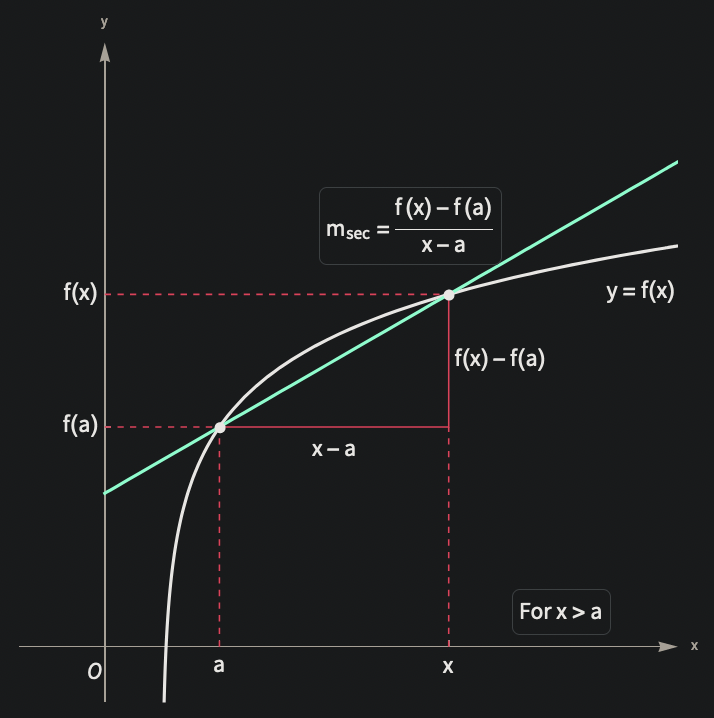 y
m_sec = (f(x) – f(a)) / (x – a)
f(x)
y = f(x)
f(x) – f(a)
f(a)
x – a
For x > a
O
a
x
x